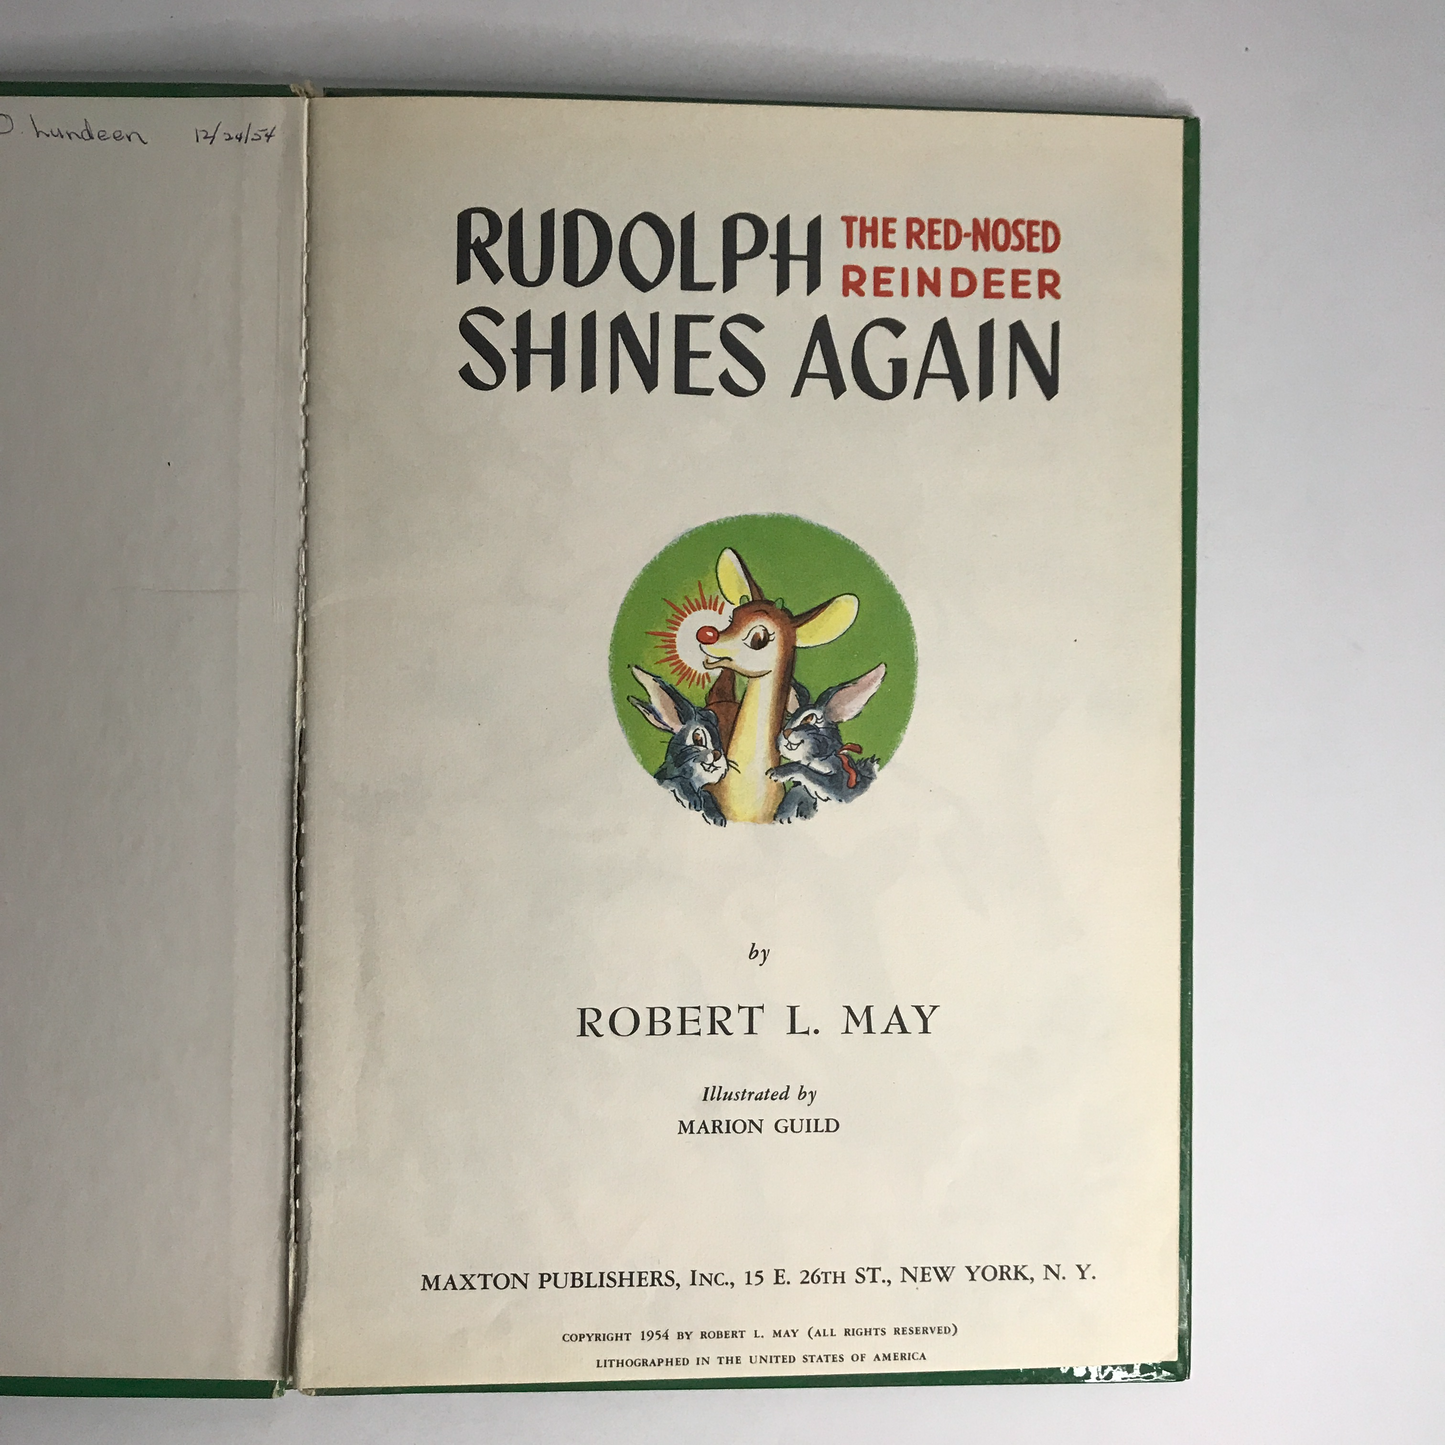 D. Lundeen 12/24/54
RUDOLPH THE RED-NOSED REINDEER
SHINES AGAIN
by
ROBERT L. MAY
Illustrated by
MARION GUILD
MAXTON PUBLISHERS, INC., 15 E. 26TH ST., NEW YORK, N. Y.
COPYRIGHT 1954 BY ROBERT L. MAY (ALL RIGHTS RESERVED)
LITHOGRAPHED IN THE UNITED STATES OF AMERICA